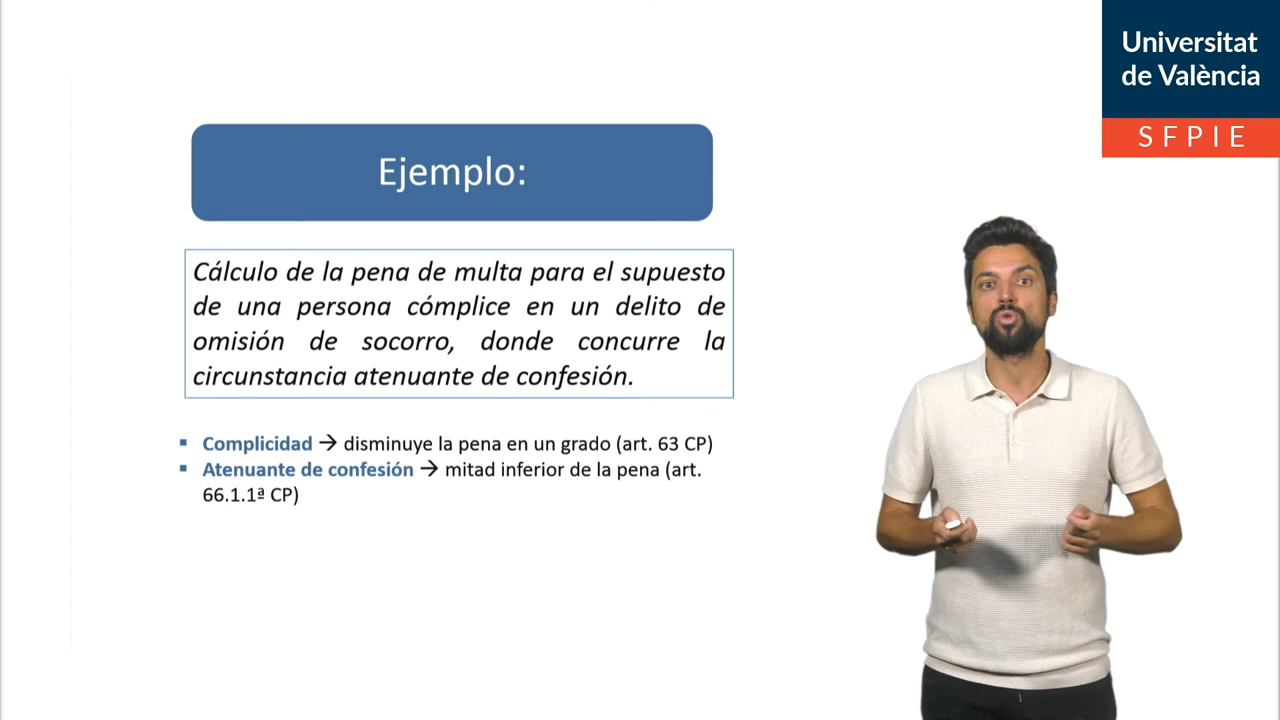 Universitat
de València
SFPIE
Ejemplo:
Cálculo de la pena de multa para el supuesto
de una persona cómplice en un delito de
omisión de socorro, donde concurre la
circunstancia atenuante de confesión.
▪ Complicidad → disminuye la pena en un grado (art. 63 CP)
▪ Atenuante de confesión → mitad inferior de la pena (art.
66.1.1ª CP)